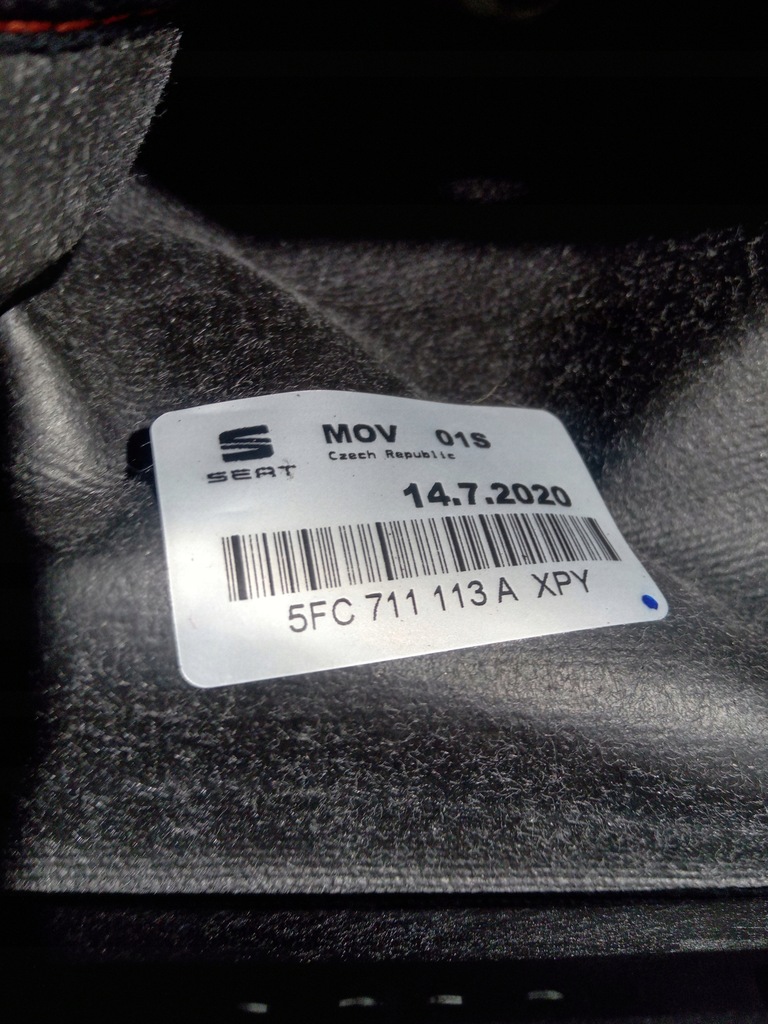 SEAT
MOV 01S
Czech Republic
14.7.2020
5FC 711 113 A XPY